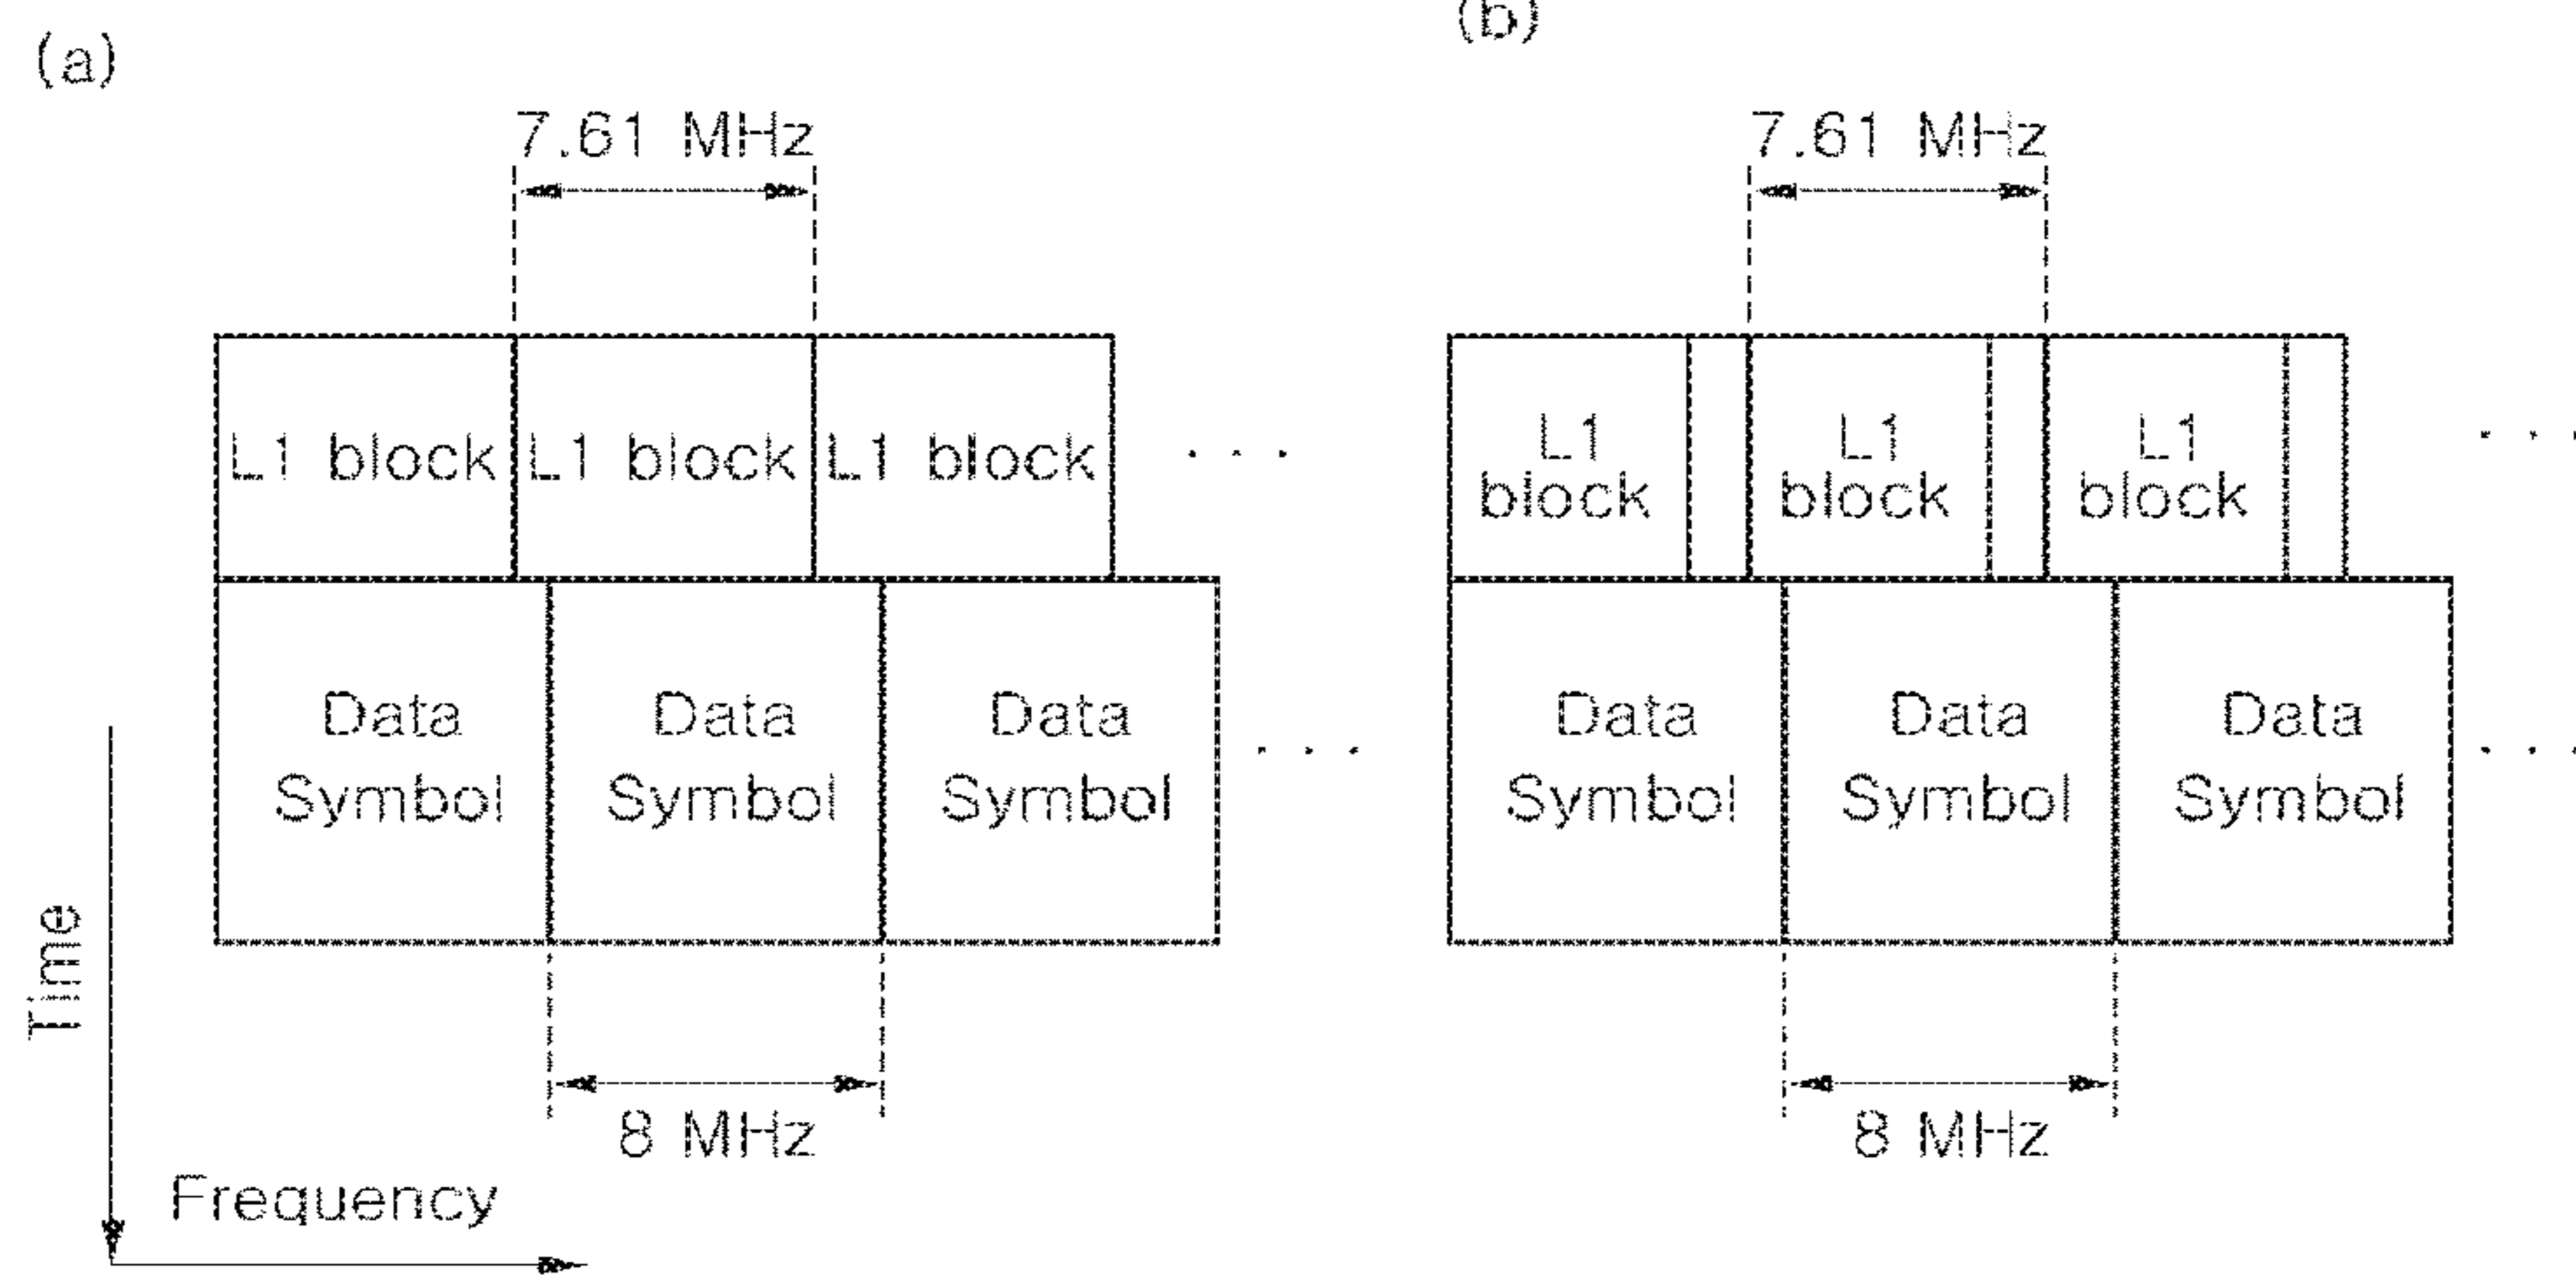 (a)
7.61 MHz
L1 block L1 block L1 block . . .
Data Symbol
Data Symbol
Data Symbol
. . .
8 MHz
Time
Frequency
(b)
7.61 MHz
L1 block
L1 block
L1 block
. . .
Data Symbol
Data Symbol
Data Symbol
. . .
8 MHz